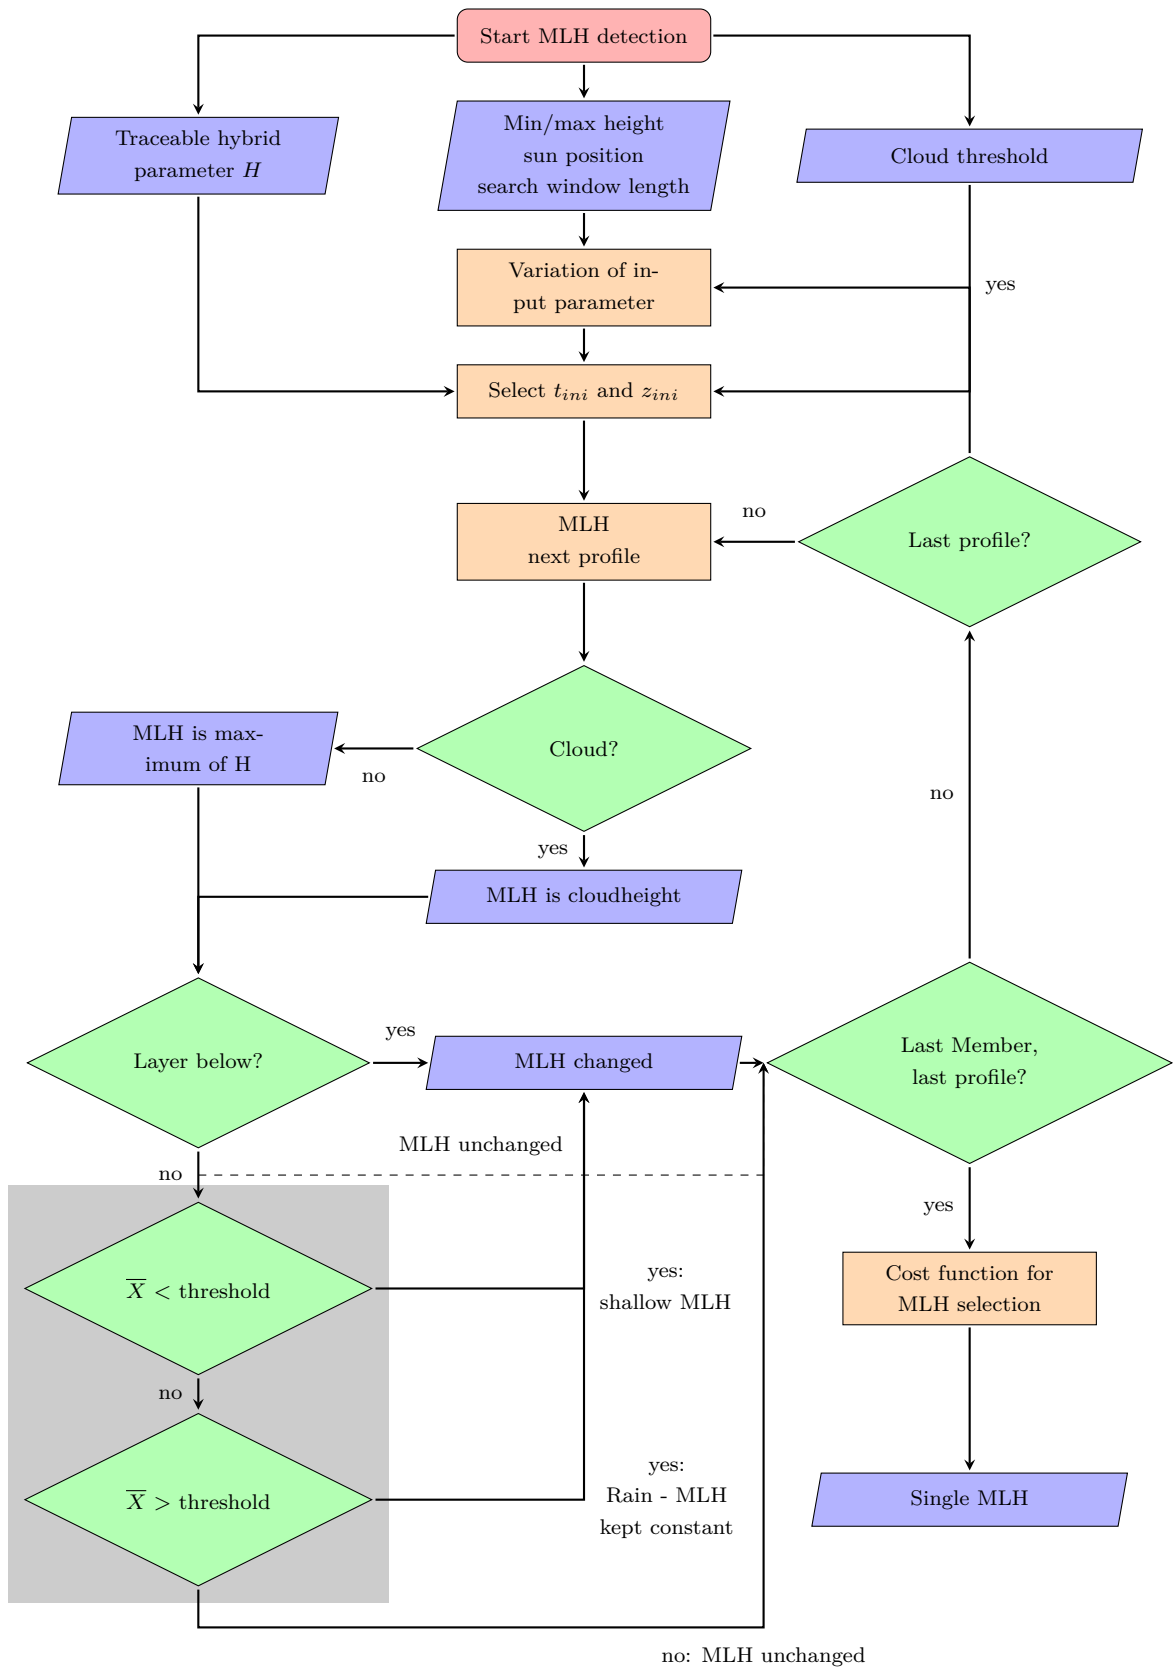 Start MLH detection
Traceable hybrid
parameter H
Min/max height
sun position
search window length
Cloud threshold
Variation of in-
put parameter
yes
Select t_{ini} and z_{ini}
MLH
next profile
no
Last profile?
MLH is max-
imum of H
no
Cloud?
no
yes
MLH is cloudheight
Layer below?
yes
MLH changed
Last Member,
last profile?
MLH unchanged
no
yes
X̅ < threshold
yes:
shallow MLH
Cost function for
MLH selection
no
X̅ > threshold
yes:
Rain - MLH
kept constant
Single MLH
no: MLH unchanged